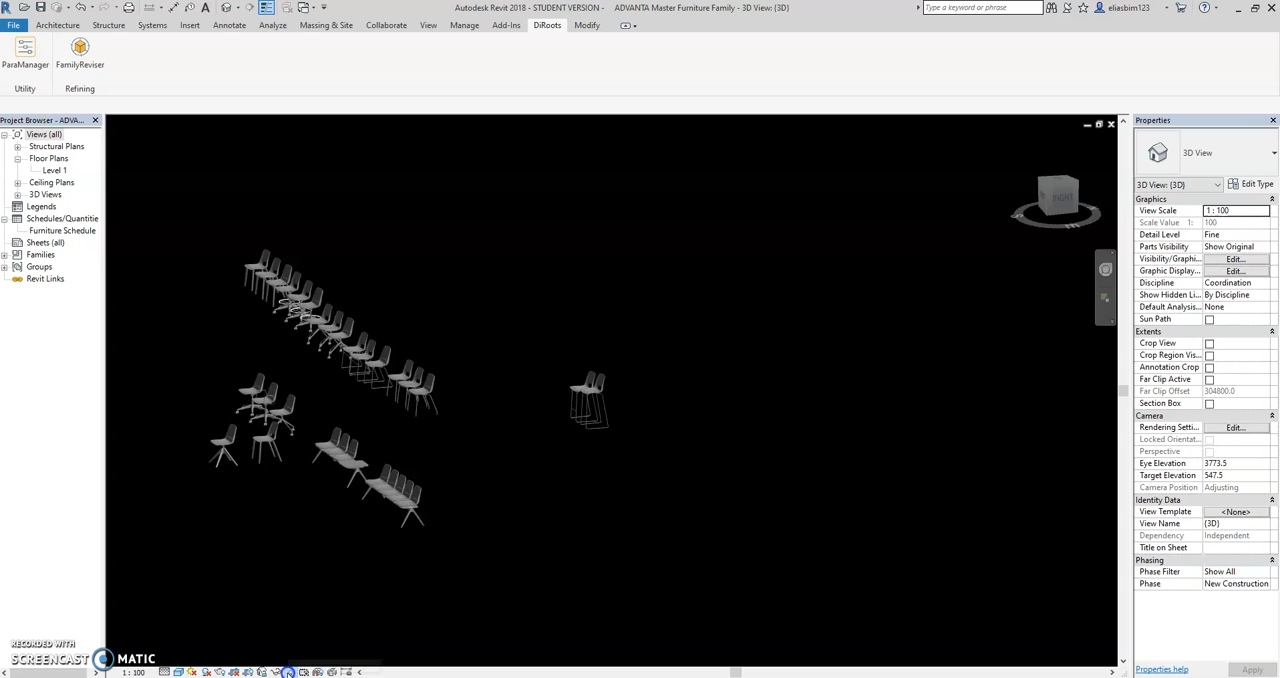 Autodesk Revit 2018 - STUDENT VERSION - ADVANTA Master Furniture Family - 3D View: {3D}
Type a keyword or phrase
eliasbim123
File Architecture Structure Systems Insert Annotate Analyze Massing & Site Collaborate View Manage Add-Ins DiRoots Modify
ParaManager FamilyReviser
Utility Refining
Project Browser - ADVA...
Views (all)
Structural Plans
Floor Plans
Level 1
Ceiling Plans
3D Views
Legends
Schedules/Quantitie
Furniture Schedule
Sheets (all)
Families
Groups
Revit Links
RIGHT
Properties
3D View
3D View: {3D} Edit Type
Graphics
View Scale 1 : 100
Scale Value 1: 100
Detail Level Fine
Parts Visibility Show Original
Visibility/Graphi... Edit...
Graphic Display... Edit...
Discipline Coordination
Show Hidden Li... By Discipline
Default Analysis... None
Sun Path
Extents
Crop View
Crop Region Vis...
Annotation Crop
Far Clip Active
Far Clip Offset 304800.0
Section Box
Camera
Rendering Setti... Edit...
Locked Orientat...
Perspective
Eye Elevation 3773.5
Target Elevation 547.5
Camera Position Adjusting
Identity Data
View Template <None>
View Name {3D}
Dependency Independent
Title on Sheet
Phasing
Phase Filter Show All
Phase New Construction
Properties help Apply
RECORDED WITH
SCREENCAST MATIC
1 : 100